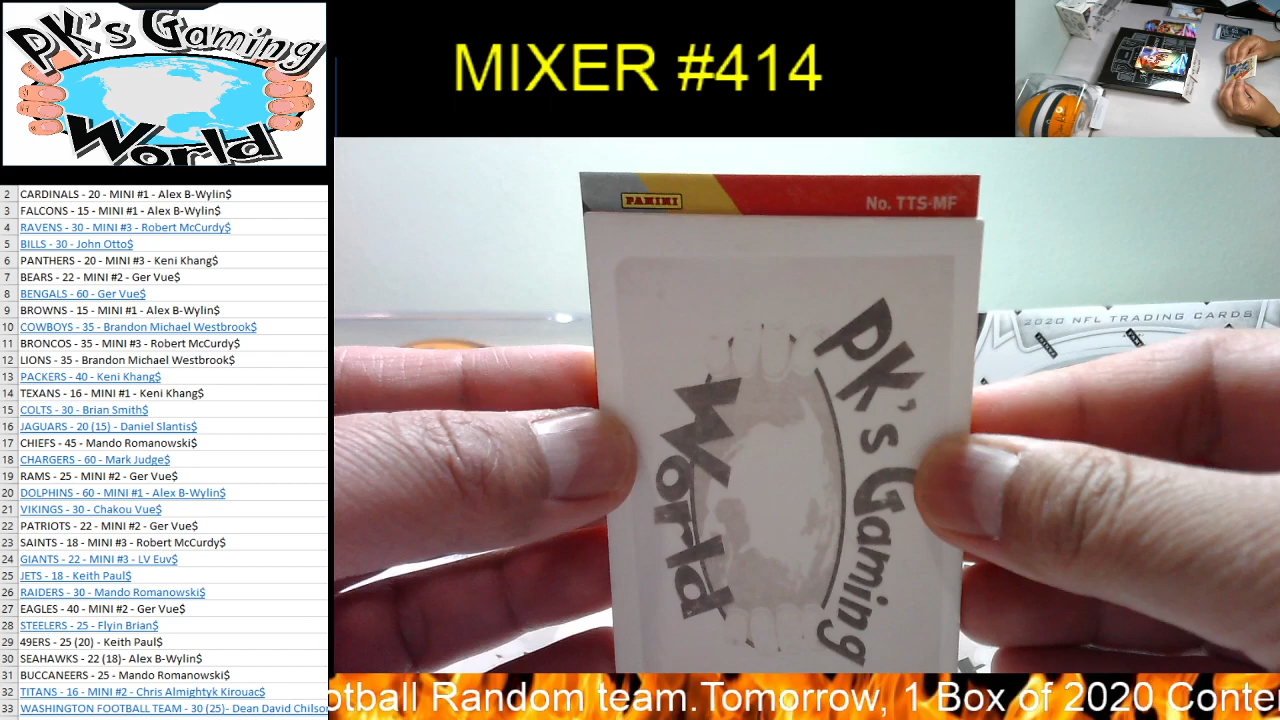 PK's Gaming
World
MIXER #414
2 CARDINALS - 20 - MINI #1 - Alex B-Wylin$
3 FALCONS - 15 - MINI #1 - Alex B-Wylin$
4 RAVENS - 30 - MINI #3 - Robert McCurdy$
5 BILLS - 30 - John Otto$
6 PANTHERS - 20 - MINI #3 - Keni Khang$
7 BEARS - 22 - MINI #2 - Ger Vue$
8 BENGALS - 60 - Ger Vue$
9 BROWNS - 15 - MINI #1 - Alex B-Wylin$
10 COWBOYS - 35 - Brandon Michael Westbrook$
11 BRONCOS - 35 - MINI #3 - Robert McCurdy$
12 LIONS - 35 - Brandon Michael Westbrook$
13 PACKERS - 40 - Keni Khang$
14 TEXANS - 16 - MINI #1 - Keni Khang$
15 COLTS - 30 - Brian Smith$
16 JAGUARS - 20 (15) - Daniel Slantis$
17 CHIEFS - 45 - Mando Romanowski$
18 CHARGERS - 60 - Mark Judge$
19 RAMS - 25 - MINI #2 - Ger Vue$
20 DOLPHINS - 60 - MINI #1 - Alex B-Wylin$
21 VIKINGS - 30 - Chakou Vue$
22 PATRIOTS - 22 - MINI #2 - Ger Vue$
23 SAINTS - 18 - MINI #3 - Robert McCurdy$
24 GIANTS - 22 - MINI #3 - LV Euv$
25 JETS - 18 - Keith Paul$
26 RAIDERS - 30 - Mando Romanowski$
27 EAGLES - 40 - MINI #2 - Ger Vue$
28 STEELERS - 25 - Flyin Brian$
29 49ERS - 25 (20) - Keith Paul$
30 SEAHAWKS - 22 (18)- Alex B-Wylin$
31 BUCCANEERS - 25 - Mando Romanowski$
32 TITANS - 16 - MINI #2 - Chris Almightyk Kirouac$
33 WASHINGTON FOOTBALL TEAM - 30 (25)- Dean David Chilson
PANINI
No. TTS-MF
PK's Gaming
World
2020 NFL TRADING CARDS
otball Random team.Tomorrow, 1 Box of 2020 Conte